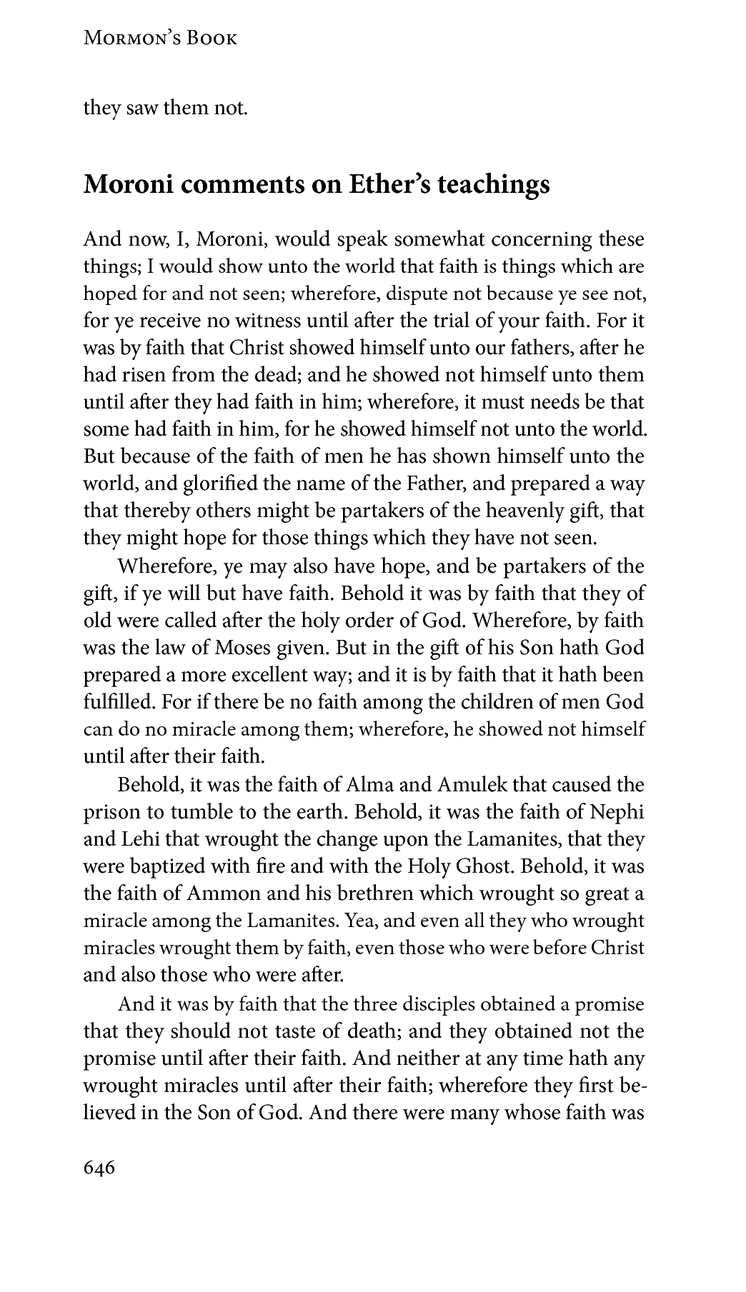 Mormon’s Book
they saw them not.
Moroni comments on Ether’s teachings
And now, I, Moroni, would speak somewhat concerning these
things; I would show unto the world that faith is things which are
hoped for and not seen; wherefore, dispute not because ye see not,
for ye receive no witness until after the trial of your faith. For it
was by faith that Christ showed himself unto our fathers, after he
had risen from the dead; and he showed not himself unto them
until after they had faith in him; wherefore, it must needs be that
some had faith in him, for he showed himself not unto the world.
But because of the faith of men he has shown himself unto the
world, and glorified the name of the Father, and prepared a way
that thereby others might be partakers of the heavenly gift, that
they might hope for those things which they have not seen.
Wherefore, ye may also have hope, and be partakers of the
gift, if ye will but have faith. Behold it was by faith that they of
old were called after the holy order of God. Wherefore, by faith
was the law of Moses given. But in the gift of his Son hath God
prepared a more excellent way; and it is by faith that it hath been
fulfilled. For if there be no faith among the children of men God
can do no miracle among them; wherefore, he showed not himself
until after their faith.
Behold, it was the faith of Alma and Amulek that caused the
prison to tumble to the earth. Behold, it was the faith of Nephi
and Lehi that wrought the change upon the Lamanites, that they
were baptized with fire and with the Holy Ghost. Behold, it was
the faith of Ammon and his brethren which wrought so great a
miracle among the Lamanites. Yea, and even all they who wrought
miracles wrought them by faith, even those who were before Christ
and also those who were after.
And it was by faith that the three disciples obtained a promise
that they should not taste of death; and they obtained not the
promise until after their faith. And neither at any time hath any
wrought miracles until after their faith; wherefore they first be-
lieved in the Son of God. And there were many whose faith was
646